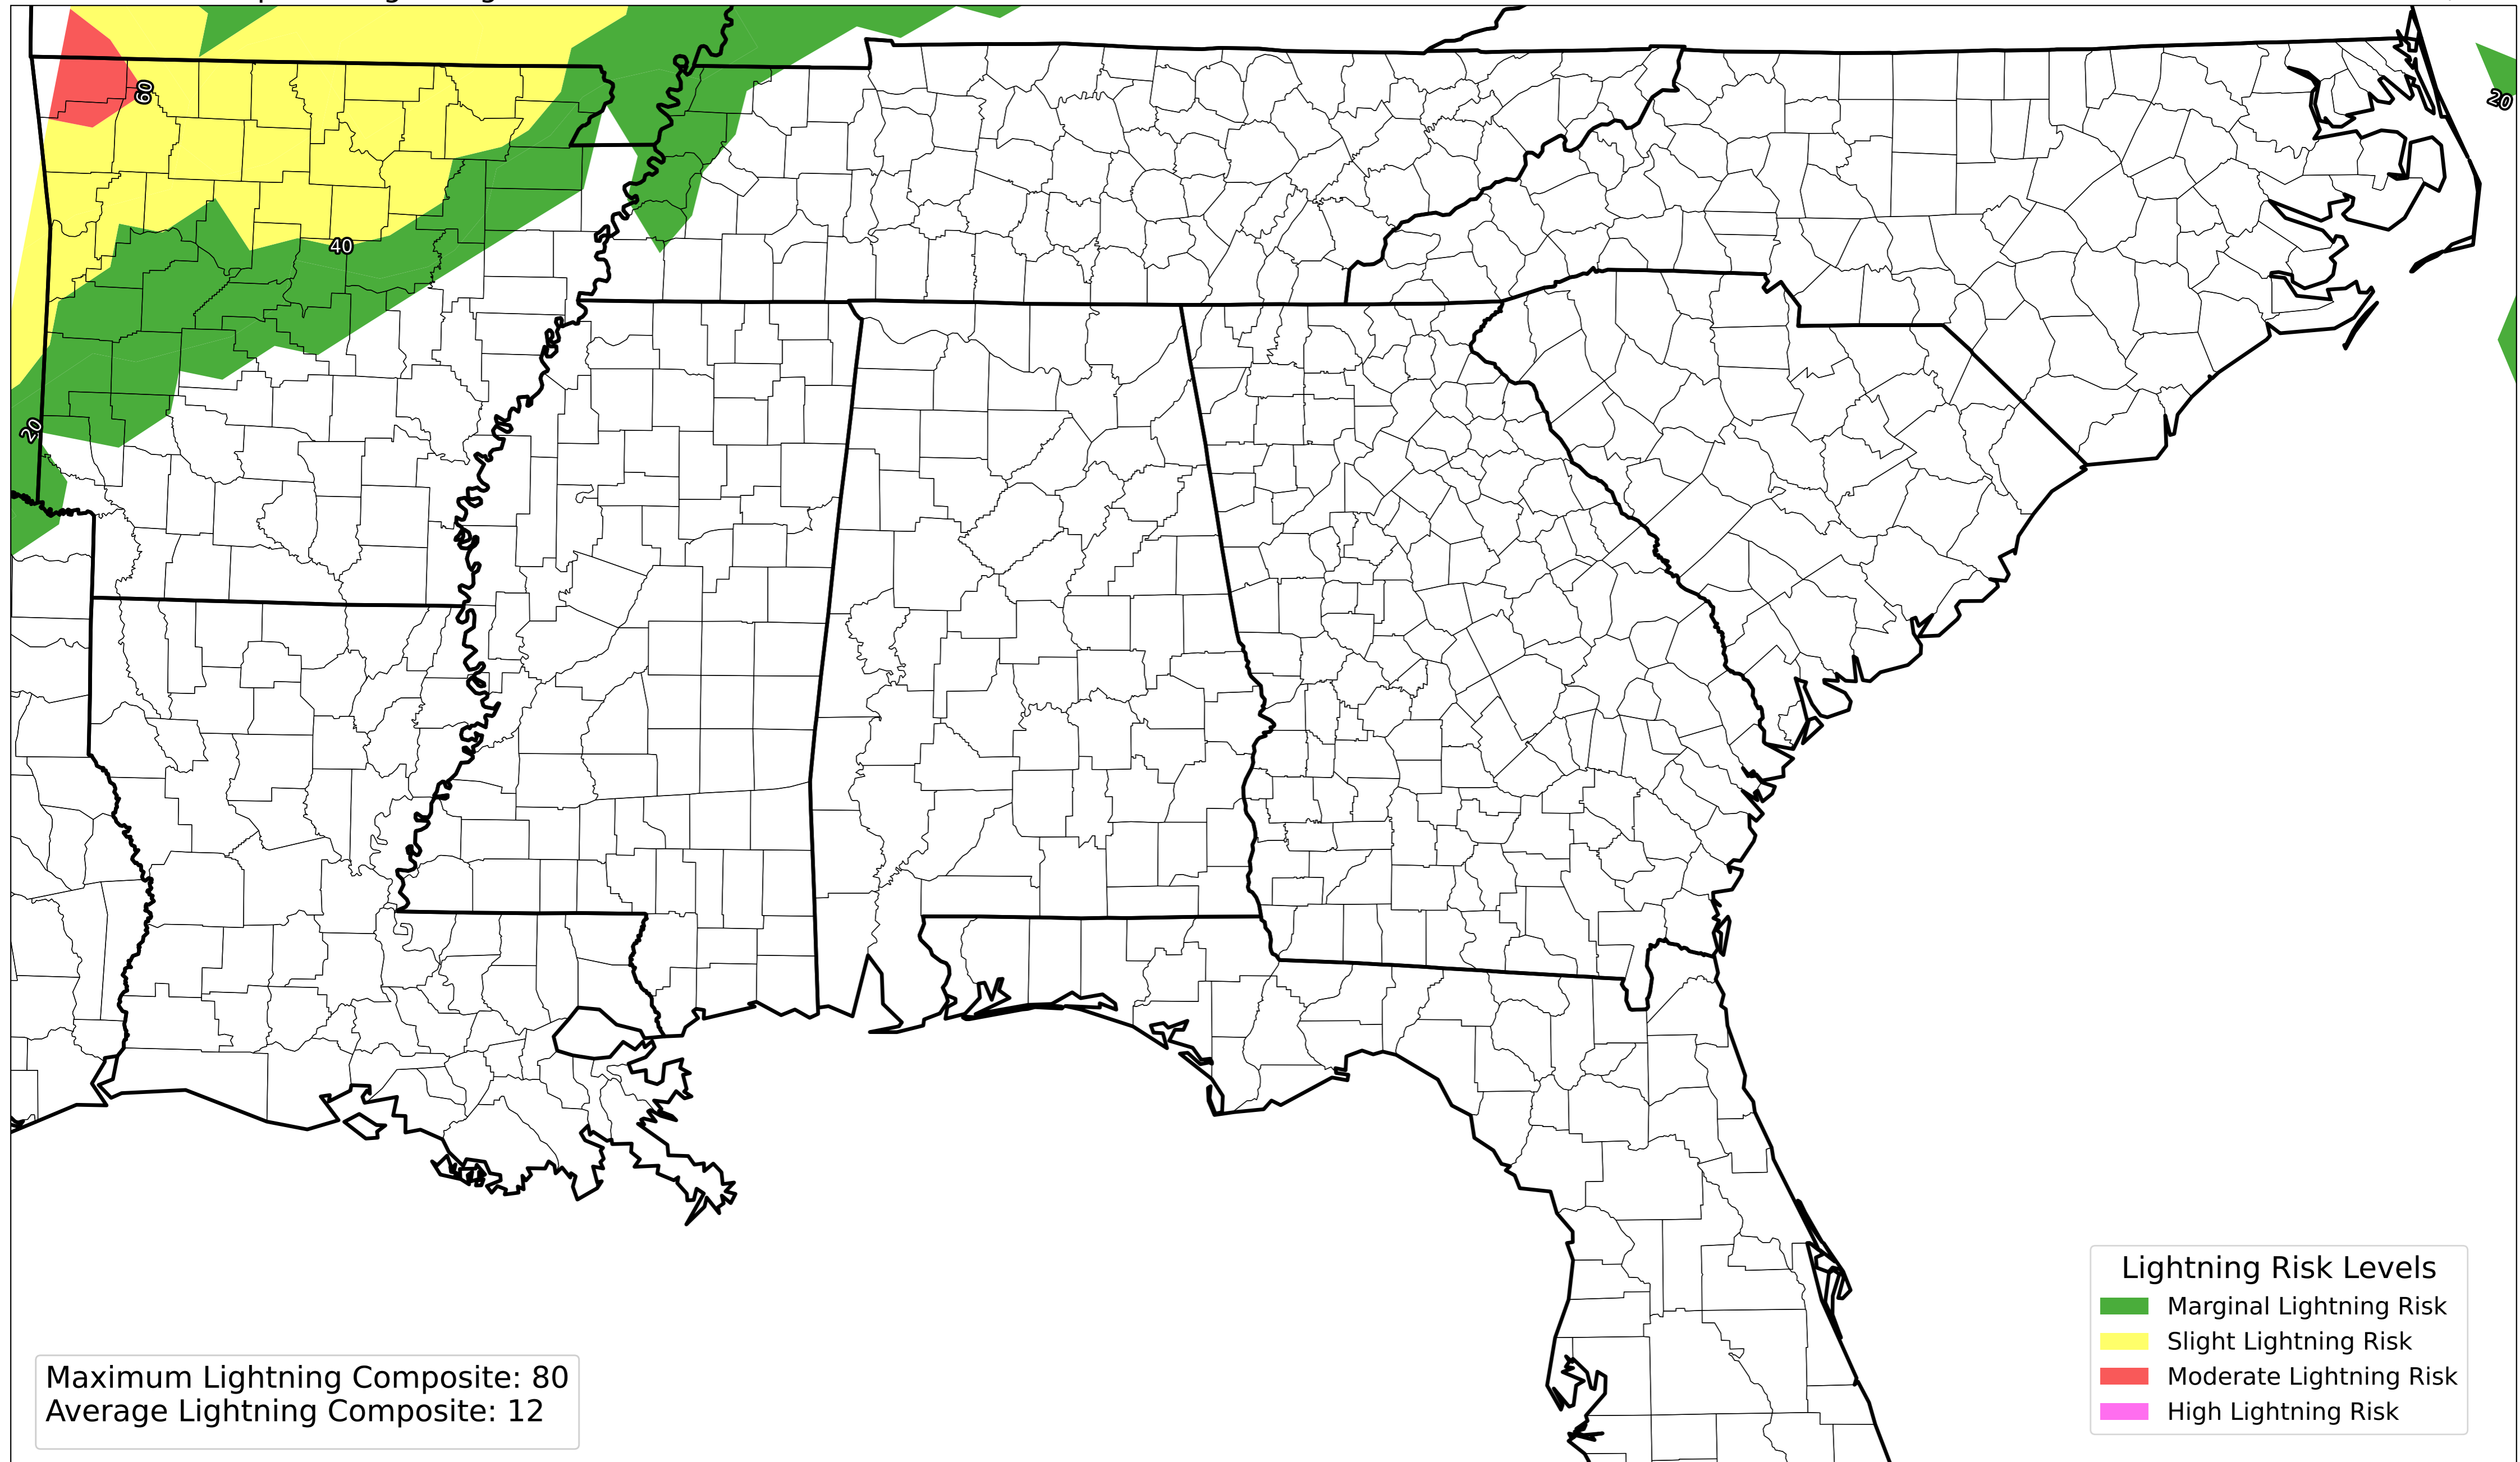 60
20
40
20
Lightning Risk Levels
Marginal Lightning Risk
Slight Lightning Risk
Moderate Lightning Risk
High Lightning Risk
Maximum Lightning Composite: 80
Average Lightning Composite: 12